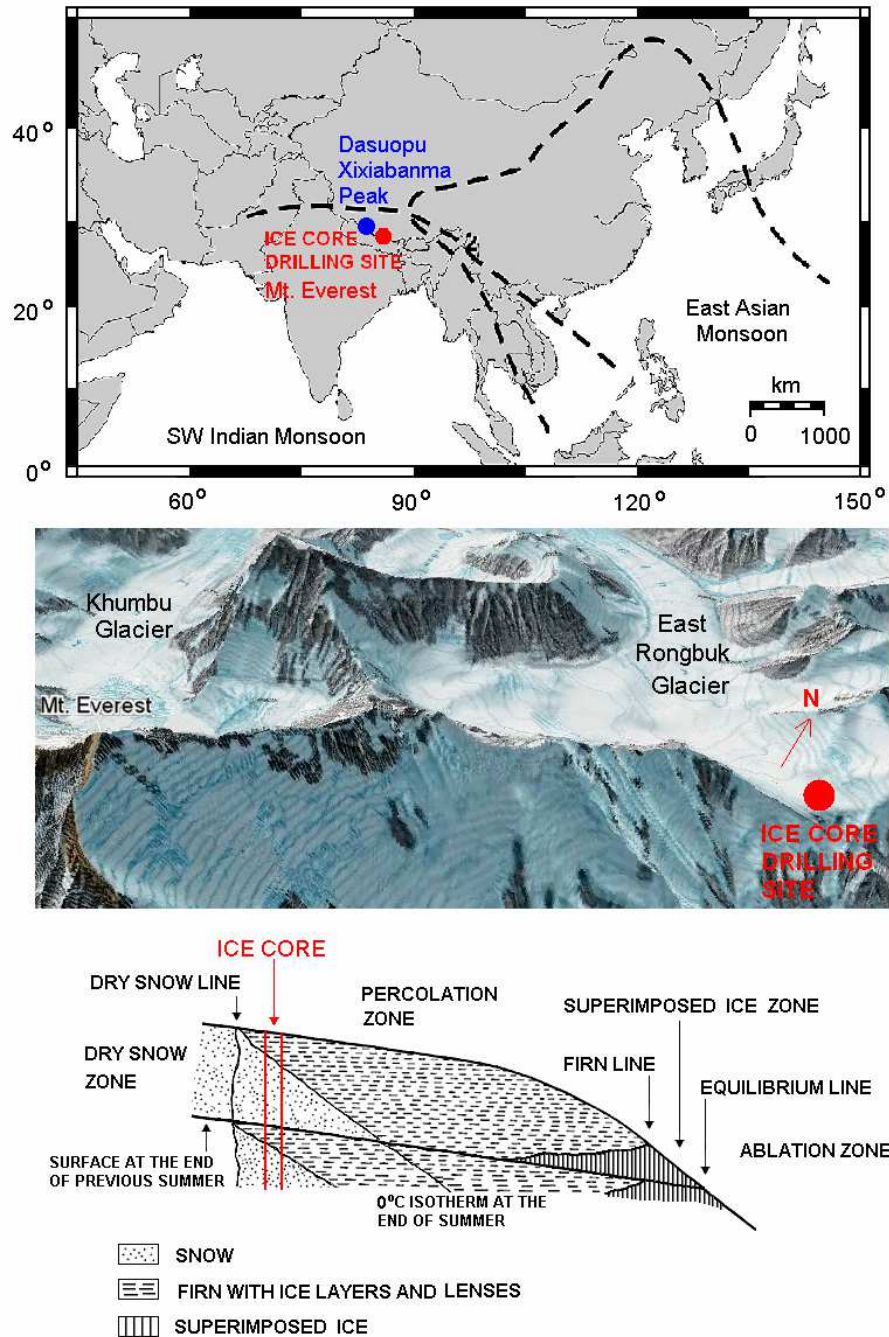 40°
20°
0°
60°
90°
120°
150°
Dasuopu
Xixiabanma
Peak
ICE CORE
DRILLING SITE
Mt. Everest
East Asian
Monsoon
SW Indian Monsoon
km
0 1000
Khumbu
Glacier
East
Rongbuk
Glacier
Mt. Everest
N
ICE CORE
DRILLING
SITE
ICE CORE
DRY SNOW LINE
PERCOLATION
ZONE
SUPERIMPOSED ICE ZONE
DRY SNOW
ZONE
FIRN LINE
EQUILIBRIUM LINE
ABLATION ZONE
SURFACE AT THE END
OF PREVIOUS SUMMER
0°C ISOTHERM AT THE
END OF SUMMER
SNOW
FIRN WITH ICE LAYERS AND LENSES
SUPERIMPOSED ICE